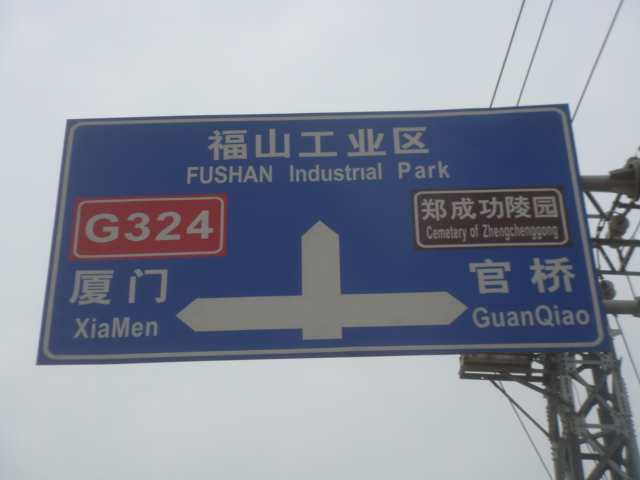 福山工业区
FUSHAN Industrial Park
G324
郑成功陵园
Cemetery of Zhengchenggong
厦门
XiaMen
官桥
GuanQiao